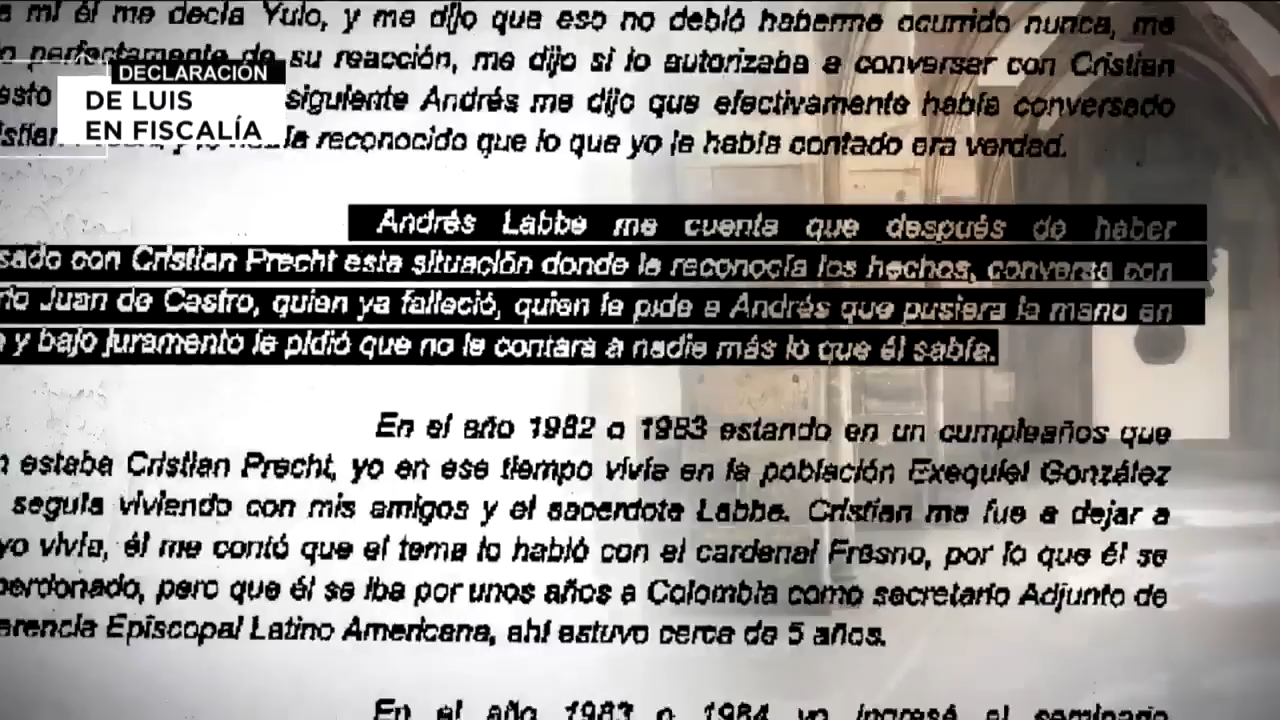 a mí él me decía Yulo, y me dijo que eso no debió haberme ocurrido nunca, me
perfectamente de su reacción, me dijo si lo autorizaba a conversar con Cristian
esto siguiente Andrés me dijo que efectivamente había conversado
reconocido que lo que yo le había contado era verdad.
DECLARACIÓN
DE LUIS
EN FISCALÍA
Andrés Labbe me cuenta que después de haber
sado con Cristian Precht esta situación donde le reconocía los hechos, conversa con
rio Juan de Castro, quien ya falleció, quien le pide a Andrés que pusiera la mano en
y bajo juramento le pidió que no le contara a nadie más lo que él sabía.
En el año 1982 o 1983 estando en un cumpleaños que
estaba Cristian Precht, yo en ese tiempo vivía en la población Exequiel González
seguía viviendo con mis amigos y el sacerdote Labbe. Cristian me fue a dejar a
yo vivía, él me contó que el tema lo habló con el cardenal Fresno, por lo que él se
perdonado, pero que él se iba por unos años a Colombia como secretario Adjunto de
erencia Episcopal Latino Americana, ahí estuvo cerca de 5 años.
En el año 1983 o 1984 yo ingresé al seminario